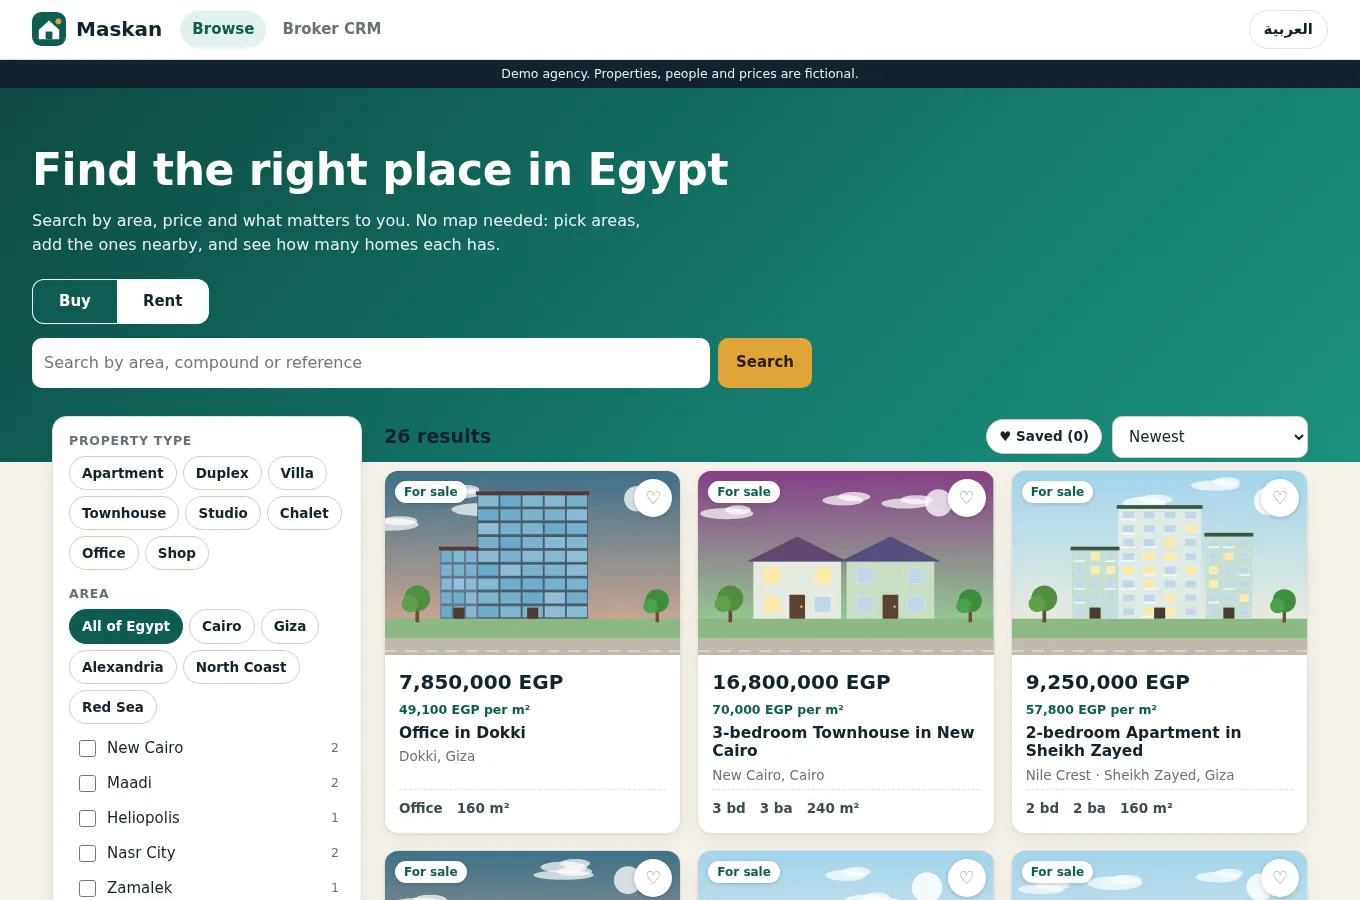 Maskan
Browse
Broker CRM
العربية
Demo agency. Properties, people and prices are fictional.
Find the right place in Egypt
Search by area, price and what matters to you. No map needed: pick areas,
add the ones nearby, and see how many homes each has.
Buy
Rent
Search by area, compound or reference
Search
PROPERTY TYPE
Apartment
Duplex
Villa
Townhouse
Studio
Chalet
Office
Shop
AREA
All of Egypt
Cairo
Giza
Alexandria
North Coast
Red Sea
New Cairo 2
Maadi 2
Heliopolis 1
Nasr City 2
Zamalek 1
26 results
♥ Saved (0)
Newest
For sale
7,850,000 EGP
49,100 EGP per m²
Office in Dokki
Dokki, Giza
Office 160 m²
For sale
16,800,000 EGP
70,000 EGP per m²
3-bedroom Townhouse in New
Cairo
New Cairo, Cairo
3 bd 3 ba 240 m²
For sale
9,250,000 EGP
57,800 EGP per m²
2-bedroom Apartment in
Sheikh Zayed
Nile Crest · Sheikh Zayed, Giza
2 bd 2 ba 160 m²
For sale
For sale
For sale